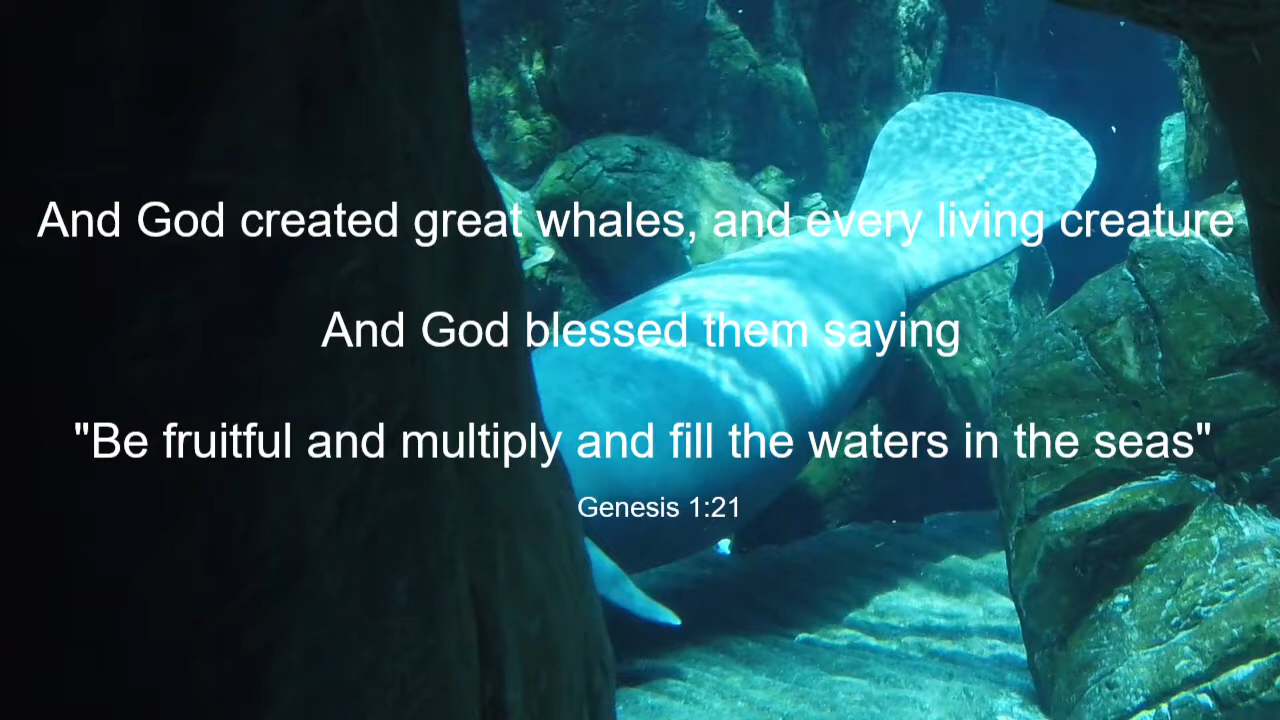 And God created great whales, and every living creature
And God blessed them saying
"Be fruitful and multiply and fill the waters in the seas"
Genesis 1:21